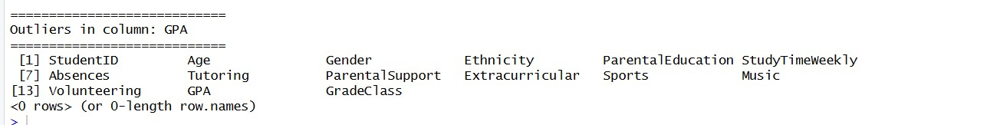 ============================
Outliers in column: GPA
============================
 [1] StudentID         Age               Gender            Ethnicity         ParentalEducation StudyTimeWeekly
 [7] Absences          Tutoring          ParentalSupport   Extracurricular   Sports            Music
[13] Volunteering      GPA               GradeClass
<0 rows> (or 0-length row.names)
>